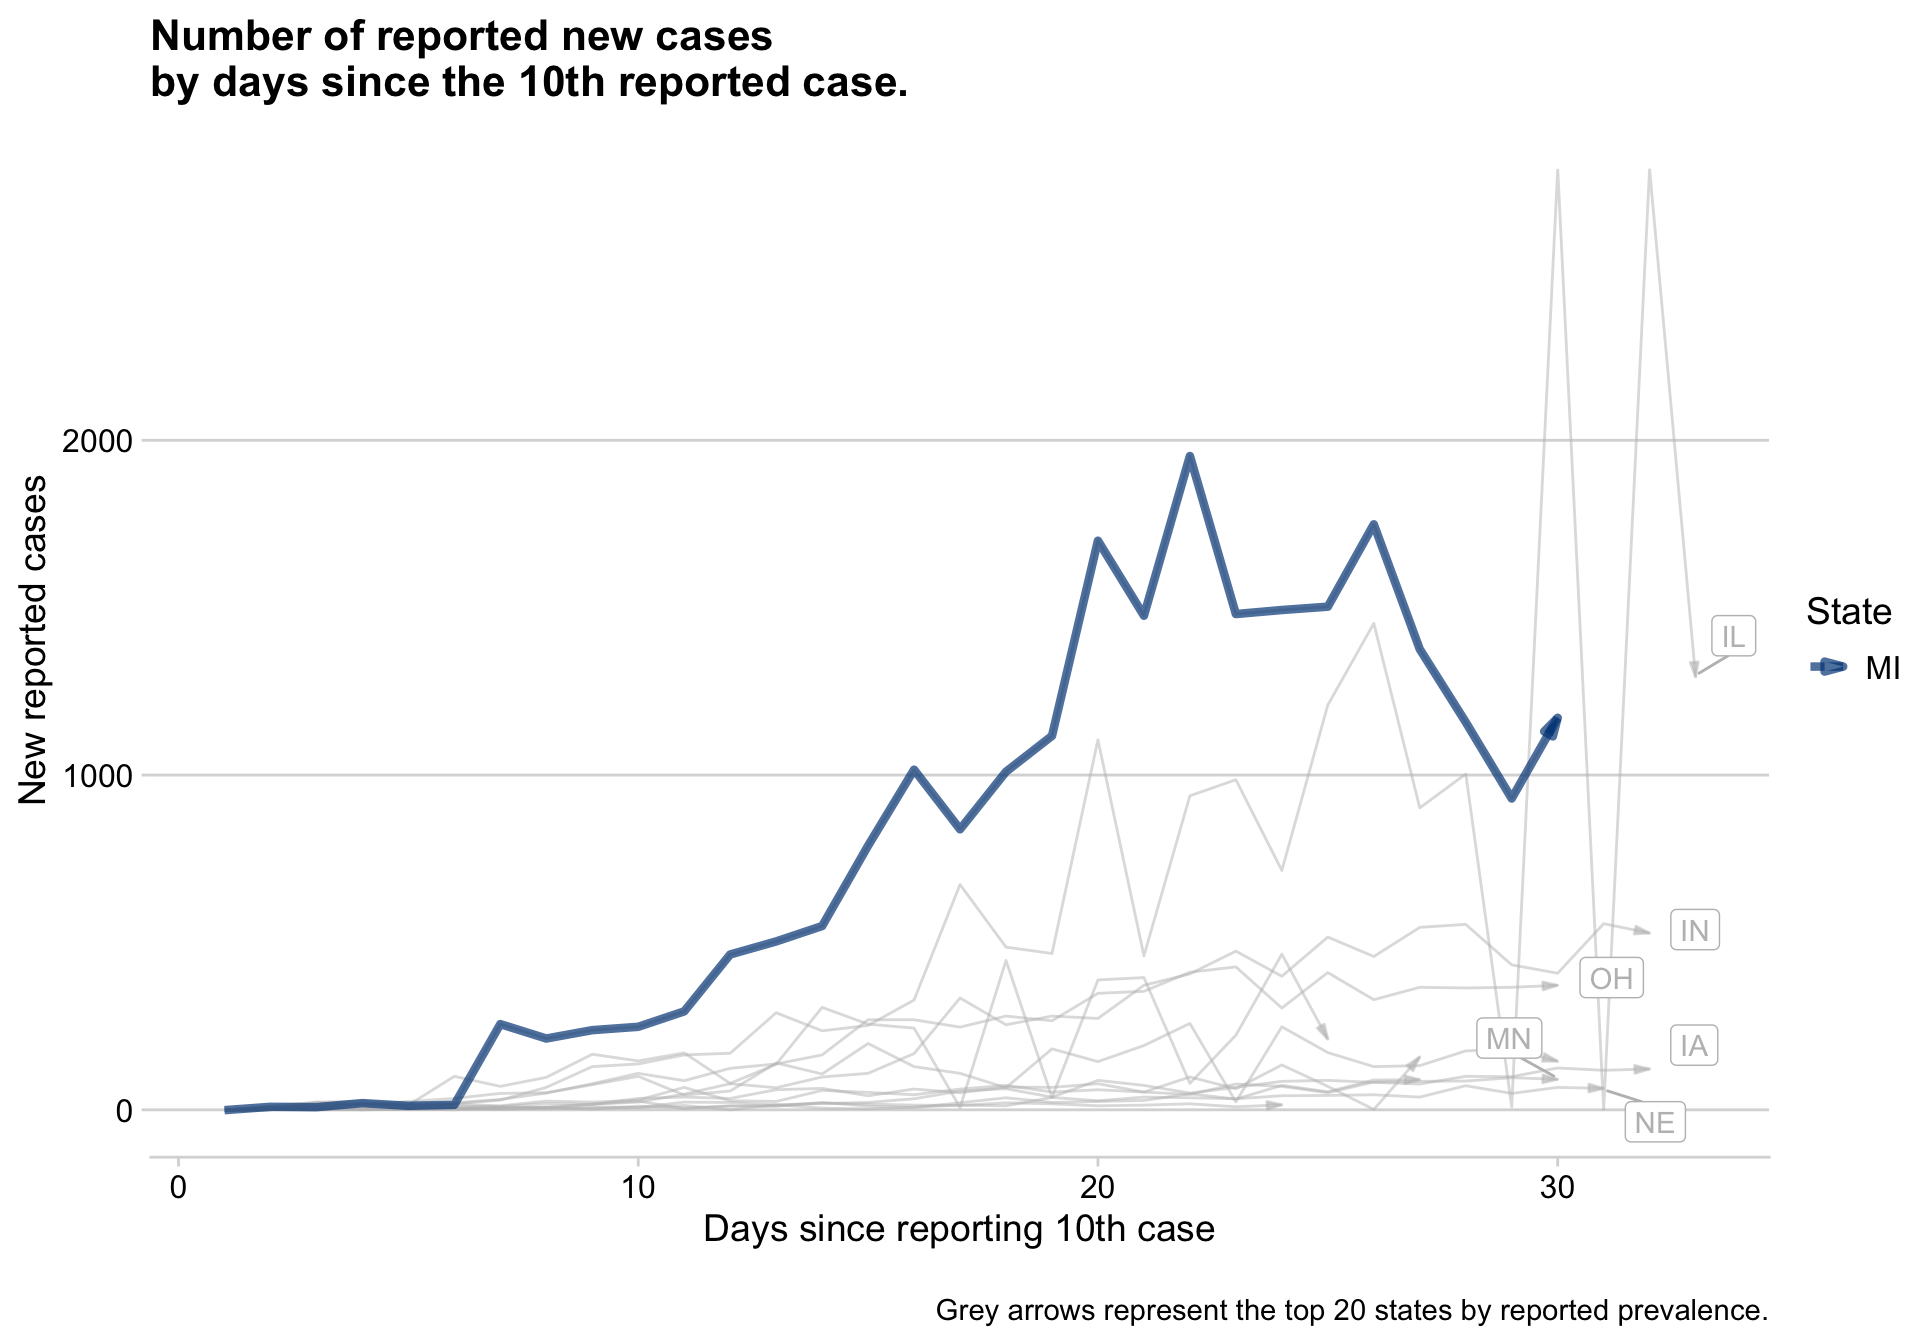 Number of reported new cases
by days since the 10th reported case.
2000
1000
0
New reported cases
IL
IN
OH
MN
IA
NE
State
MI
0 10 20 30
Days since reporting 10th case
Grey arrows represent the top 20 states by reported prevalence.